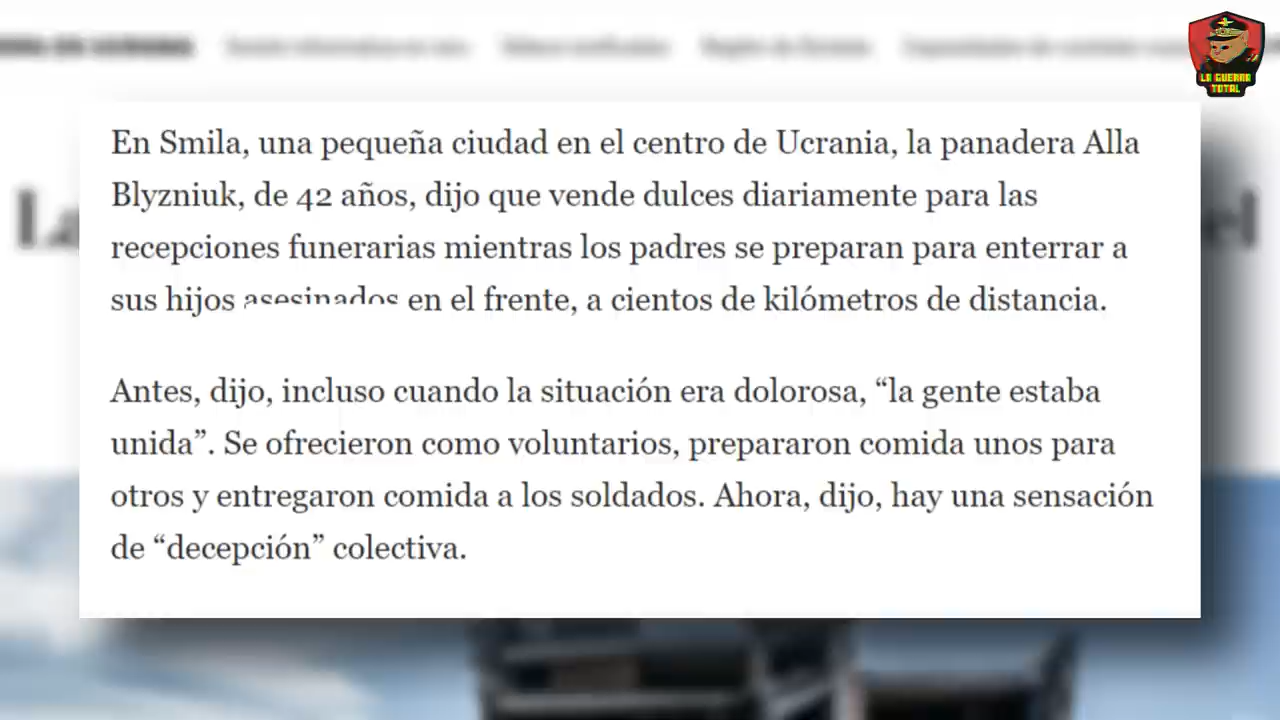 LA GUERRA
TOTAL
En Smila, una pequeña ciudad en el centro de Ucrania, la panadera Alla
Blyzniuk, de 42 años, dijo que vende dulces diariamente para las
recepciones funerarias mientras los padres se preparan para enterrar a
sus hijos asesinados en el frente, a cientos de kilómetros de distancia.
Antes, dijo, incluso cuando la situación era dolorosa, “la gente estaba
unida”. Se ofrecieron como voluntarios, prepararon comida unos para
otros y entregaron comida a los soldados. Ahora, dijo, hay una sensación
de “decepción” colectiva.